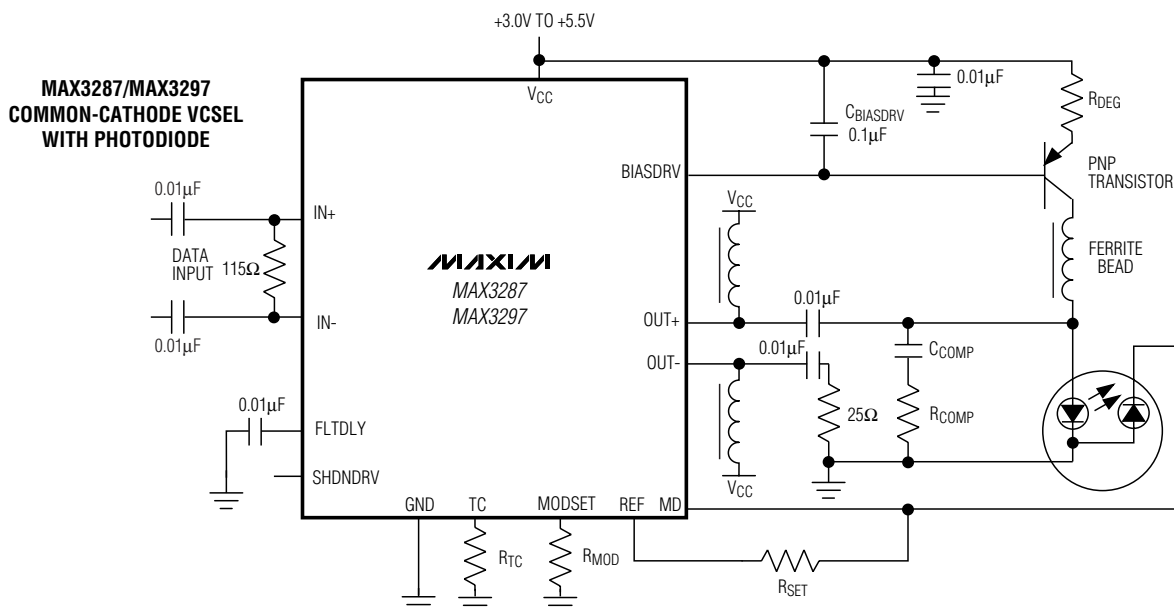 +3.0V TO +5.5V
MAX3287/MAX3297
COMMON-CATHODE VCSEL
WITH PHOTODIODE
VCC
0.01µF
RDEG
CBIASDRV
0.1µF
BIASDRV
PNP
TRANSISTOR
0.01µF
IN+
DATA
INPUT
115Ω
IN-
0.01µF
MAXIM
MAX3287
MAX3297
VCC
FERRITE
BEAD
0.01µF
OUT+
0.01µF
OUT-
CCOMP
25Ω
RCOMP
VCC
0.01µF
FLTDLY
SHDNDRV
GND
TC
MODSET
REF
MD
RTC
RMOD
RSET